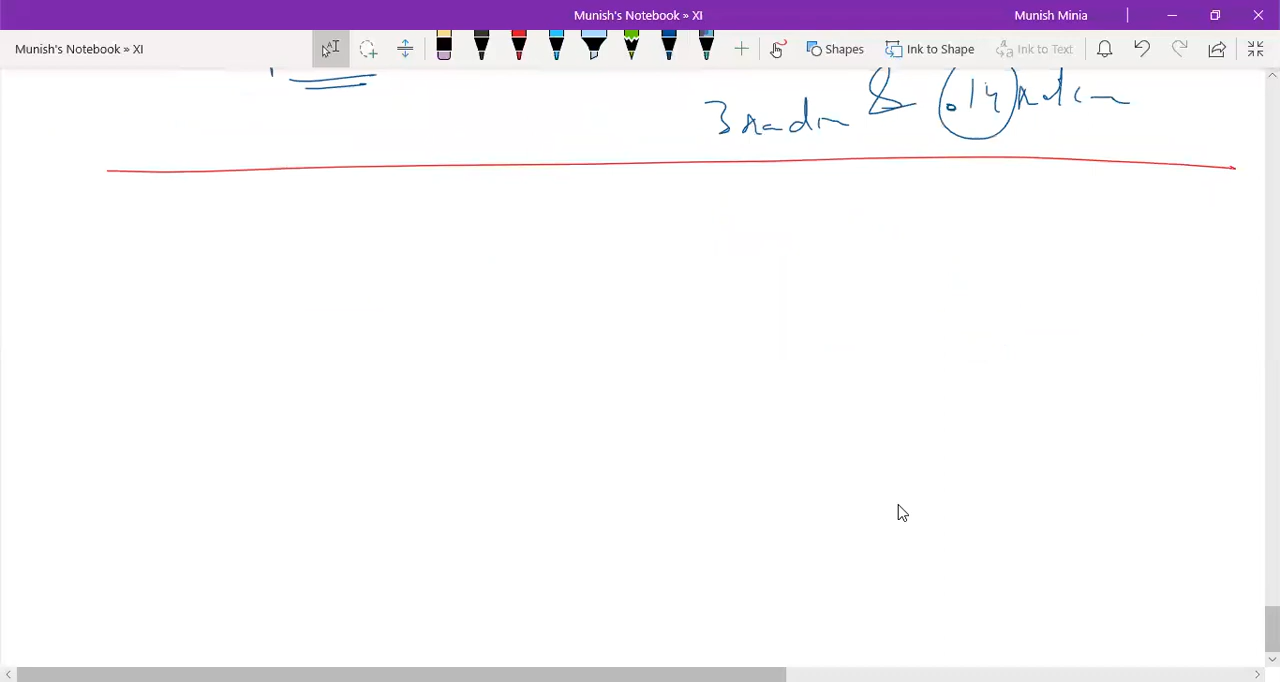 Munish's Notebook » XI
Munish Minia
Munish's Notebook » XI
Shapes
Ink to Shape
Ink to Text
3 radian & .14 radian